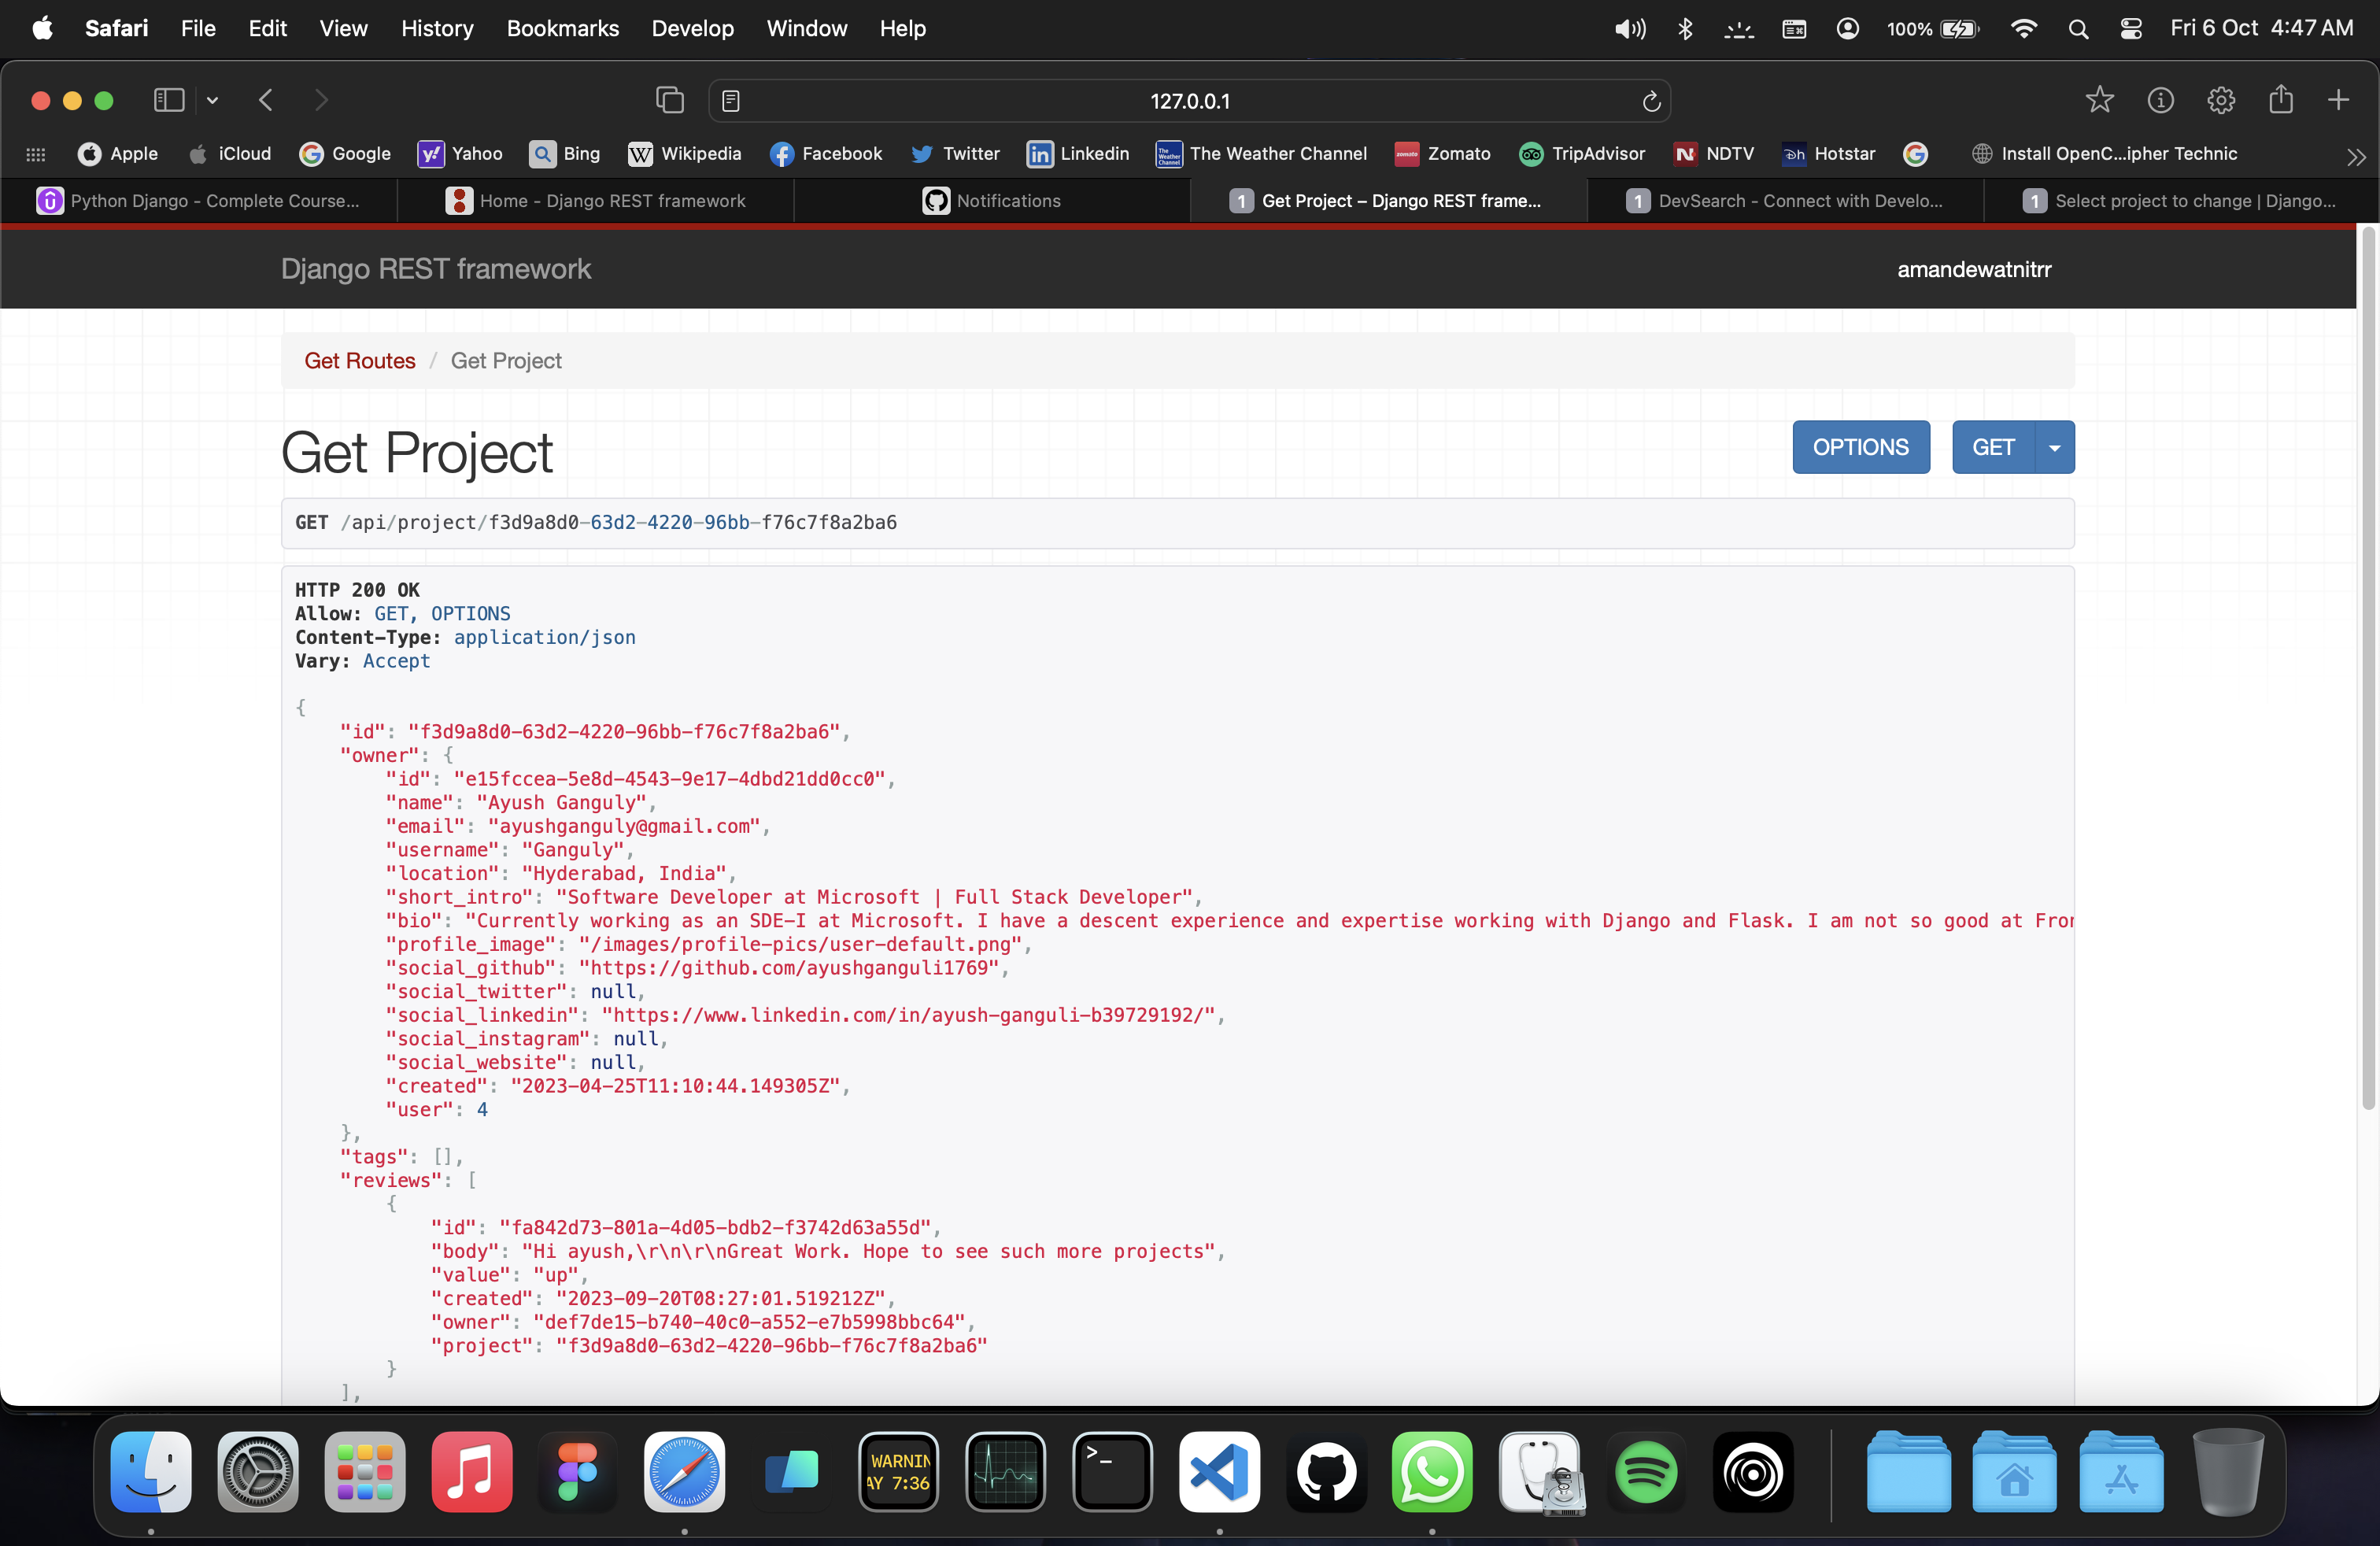 Safari File Edit View History Bookmarks Develop Window Help 100% Fri 6 Oct 4:47 AM
127.0.0.1
Apple iCloud Google Yahoo Bing Wikipedia Facebook Twitter Linkedin The Weather Channel Zomato TripAdvisor NDTV Hotstar Install OpenC...ipher Technic
Python Django - Complete Course... Home - Django REST framework Notifications 1 Get Project – Django REST frame... 1 DevSearch - Connect with Develo... 1 Select project to change | Django...
Django REST framework amandewatnitrr
Get Routes / Get Project
Get Project OPTIONS GET
GET /api/project/f3d9a8d0-63d2-4220-96bb-f76c7f8a2ba6
HTTP 200 OK
Allow: GET, OPTIONS
Content-Type: application/json
Vary: Accept
{
"id": "f3d9a8d0-63d2-4220-96bb-f76c7f8a2ba6",
"owner": {
"id": "e15fccea-5e8d-4543-9e17-4dbd21dd0cc0",
"name": "Ayush Ganguly",
"email": "ayushganguly@gmail.com",
"username": "Ganguly",
"location": "Hyderabad, India",
"short_intro": "Software Developer at Microsoft | Full Stack Developer",
"bio": "Currently working as an SDE-I at Microsoft. I have a descent experience and expertise working with Django and Flask. I am not so good at Fron
"profile_image": "/images/profile-pics/user-default.png",
"social_github": "https://github.com/ayushganguli1769",
"social_twitter": null,
"social_linkedin": "https://www.linkedin.com/in/ayush-ganguli-b39729192/",
"social_instagram": null,
"social_website": null,
"created": "2023-04-25T11:10:44.149305Z",
"user": 4
},
"tags": [],
"reviews": [
{
"id": "fa842d73-801a-4d05-bdb2-f3742d63a55d",
"body": "Hi ayush,\r\n\r\nGreat Work. Hope to see such more projects",
"value": "up",
"created": "2023-09-20T08:27:01.519212Z",
"owner": "def7de15-b740-40c0-a552-e7b5998bbc64",
"project": "f3d9a8d0-63d2-4220-96bb-f76c7f8a2ba6"
}
],
WARNIN
AY 7:36